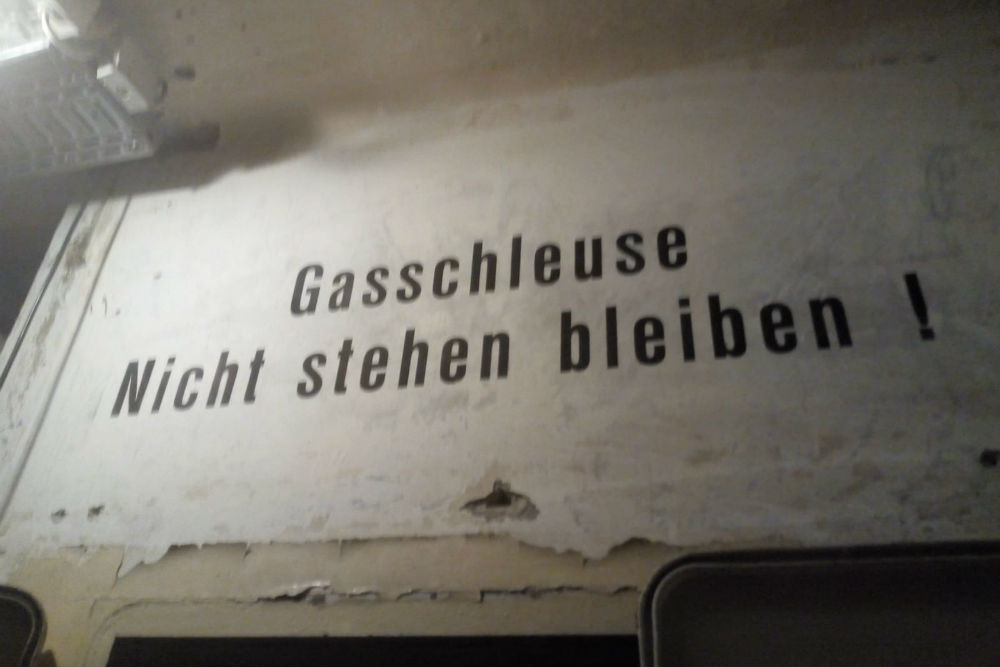 Gasschleuse
Nicht stehen bleiben !